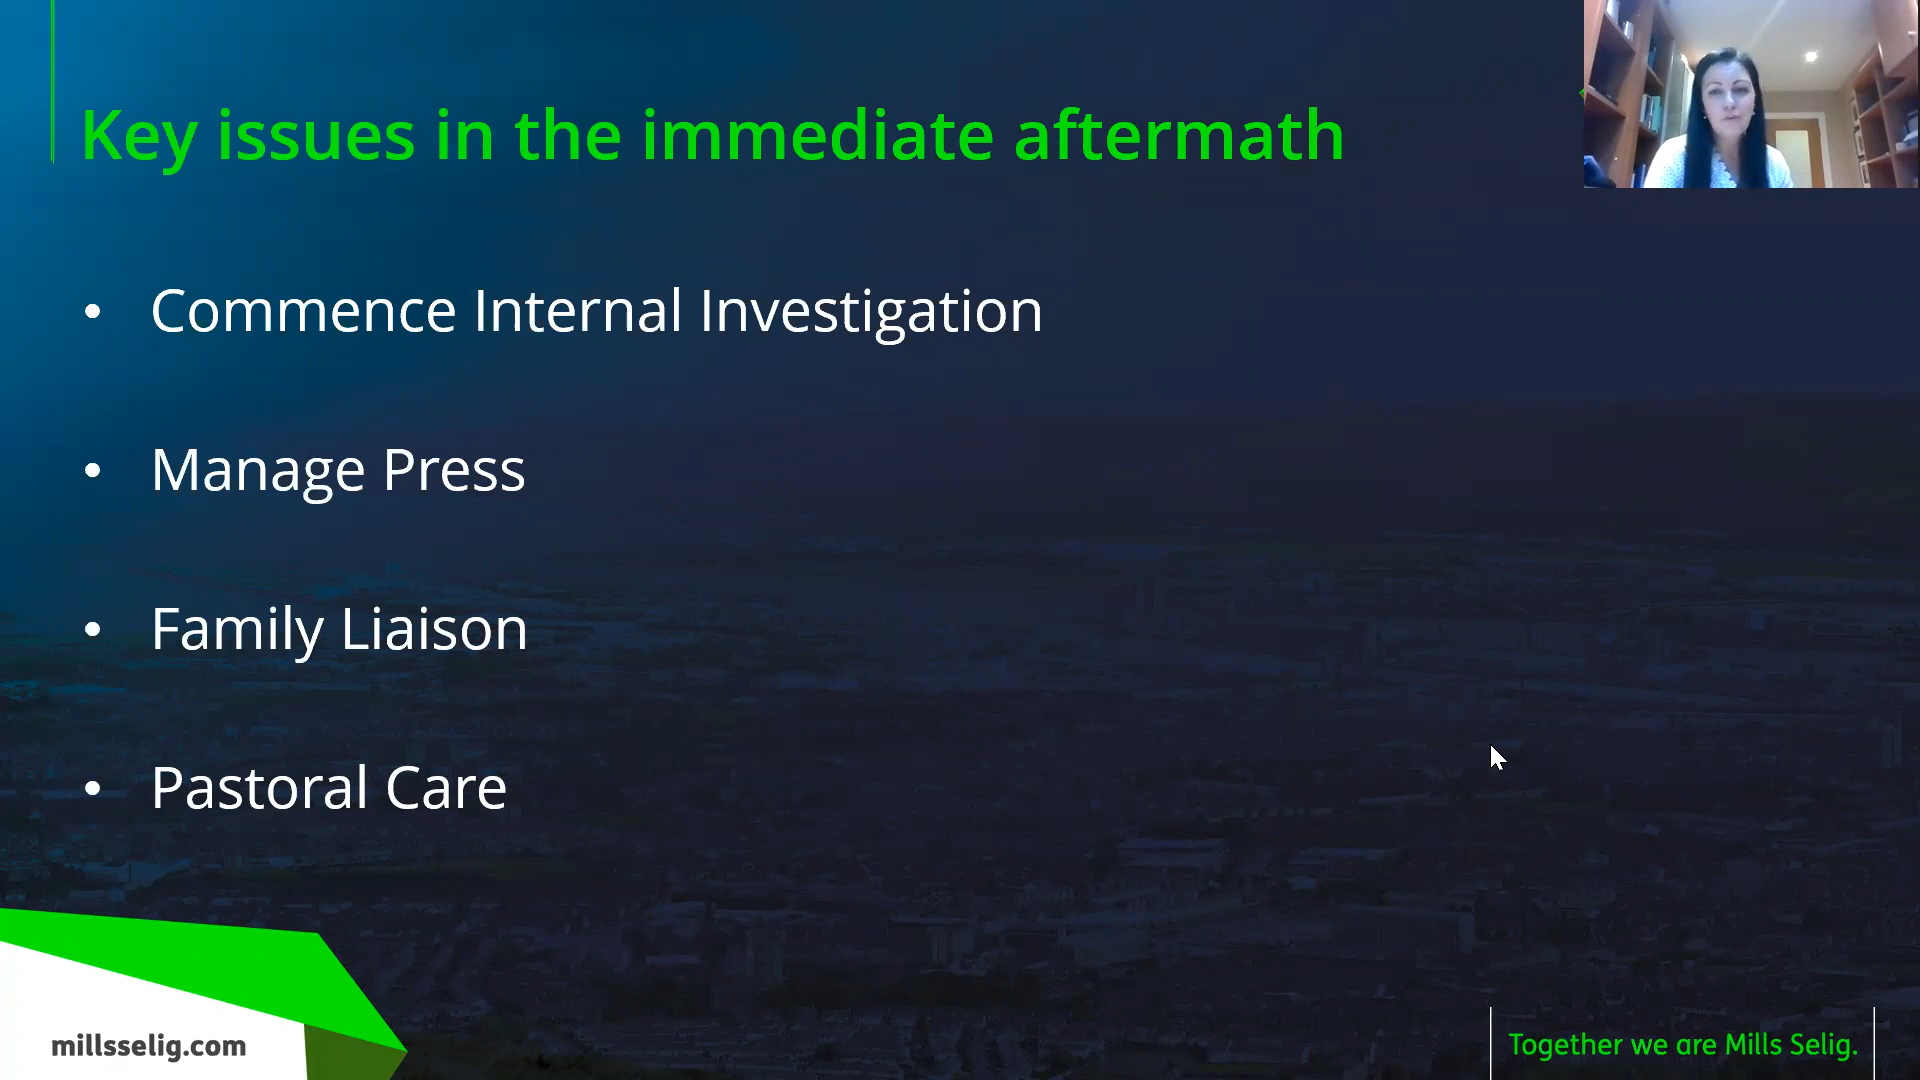 Key issues in the immediate aftermath
• Commence Internal Investigation
• Manage Press
• Family Liaison
• Pastoral Care
millsselig.com
Together we are Mills Selig.